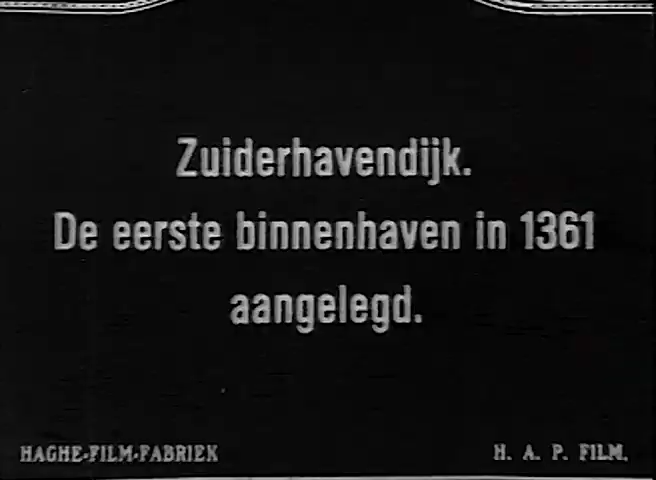 Zuiderhavendijk.
De eerste binnenhaven in 1361
aangelegd.
HAGHE-FILM-FABRIEK H. A. P. FILM.